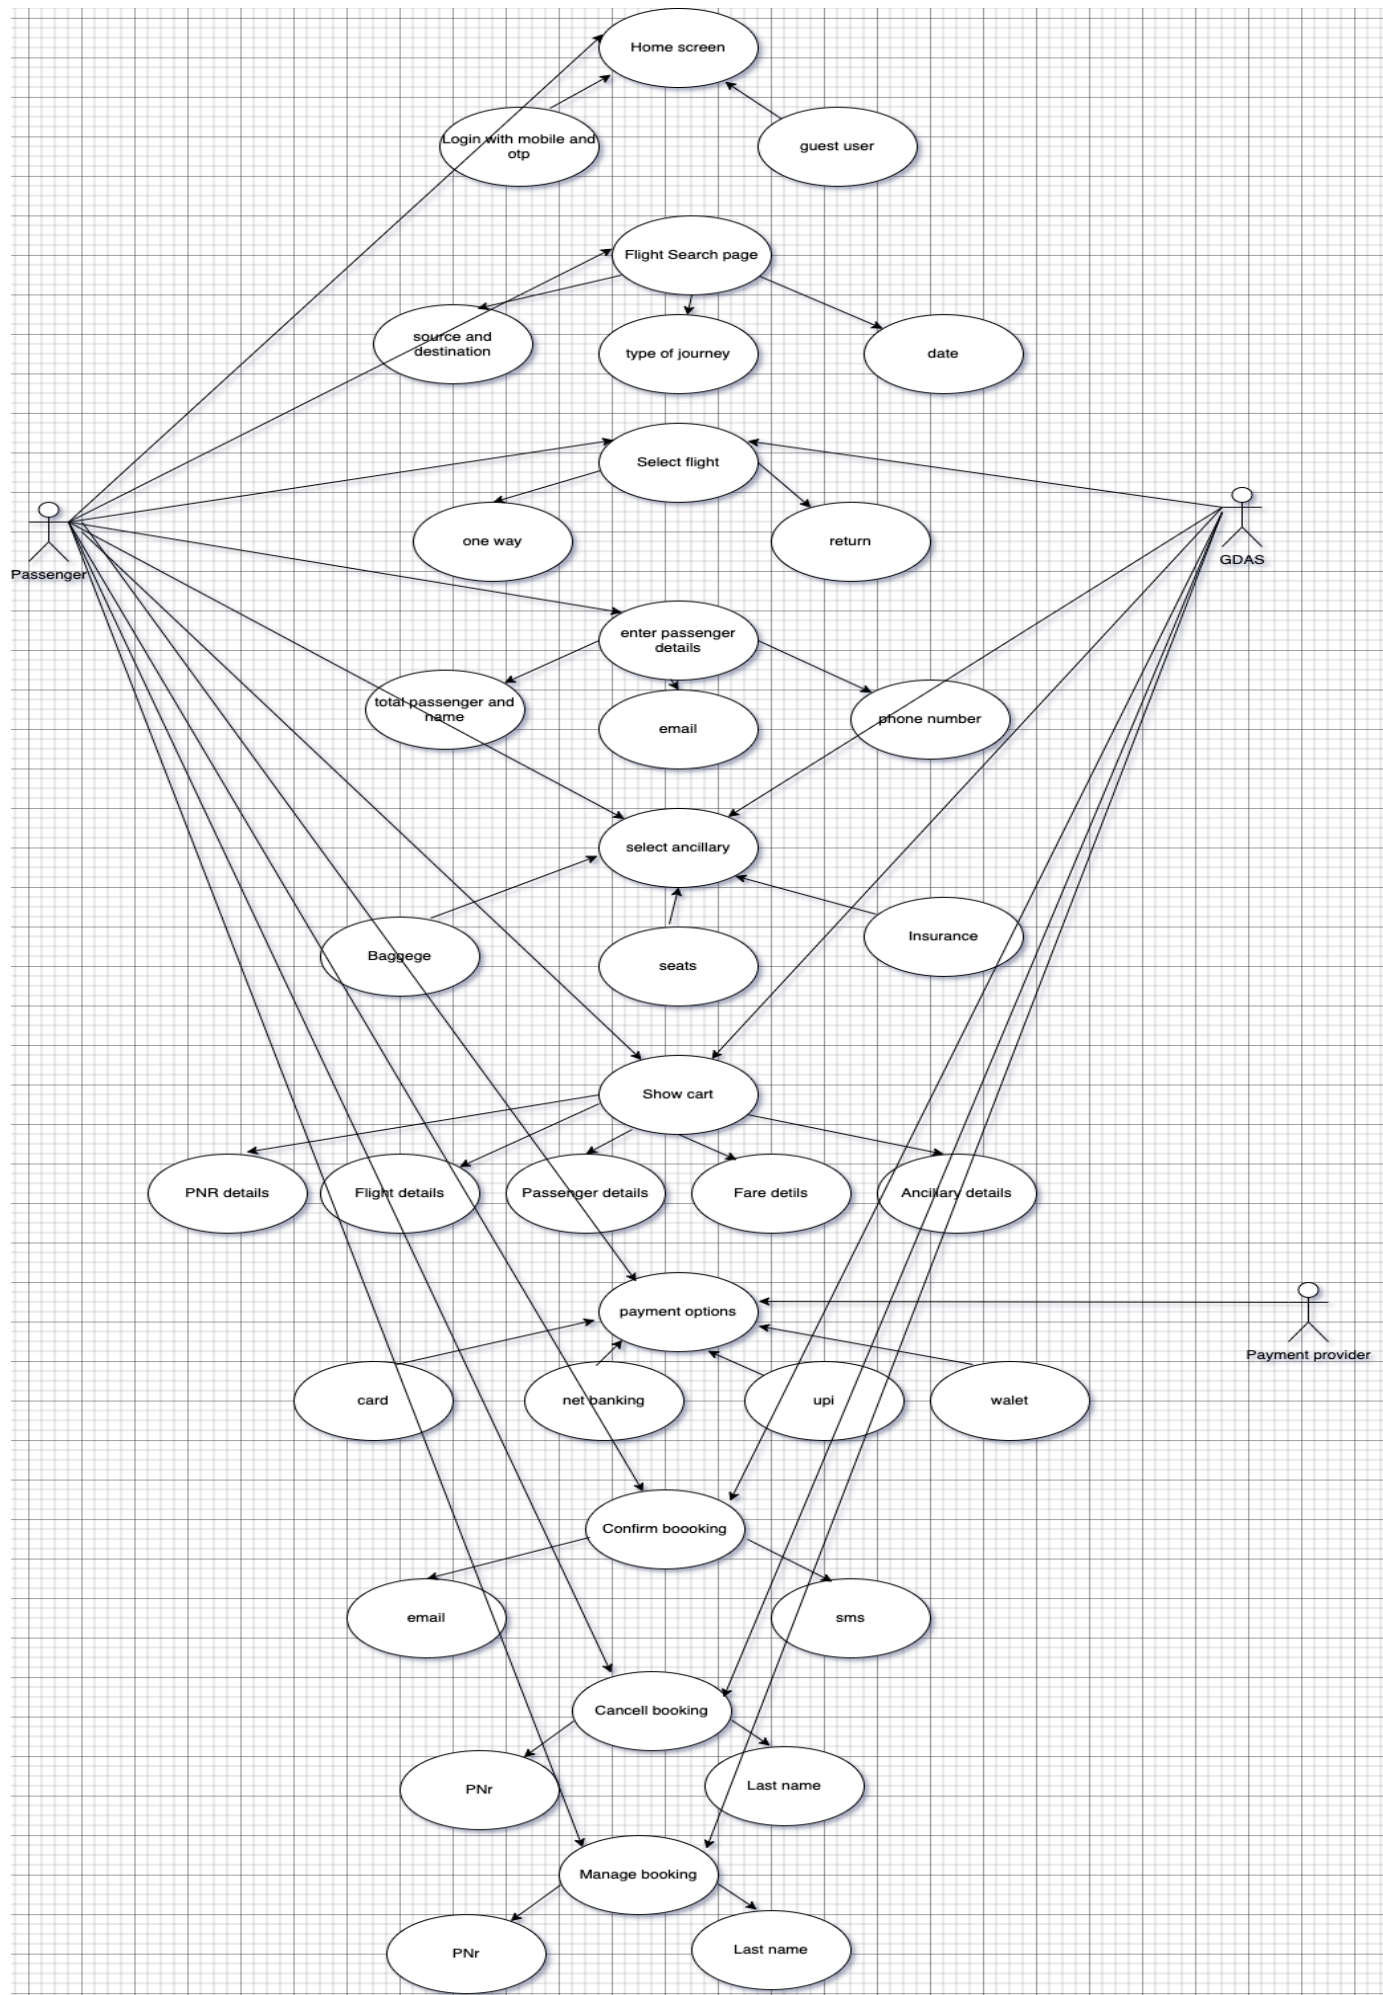 Home screen
Login with mobile and
otp
guest user
Flight Search page
source and
destination
type of journey
date
Select flight
one way
return
Passenger
GDAS
enter passenger
details
total passenger and
name
email
phone number
select ancillary
Baggege
seats
Insurance
Show cart
PNR details
Flight details
Passenger details
Fare detils
Ancillary details
payment options
Payment provider
card
net banking
upi
walet
Confirm boooking
email
sms
Cancell booking
PNr
Last name
Manage booking
PNr
Last name